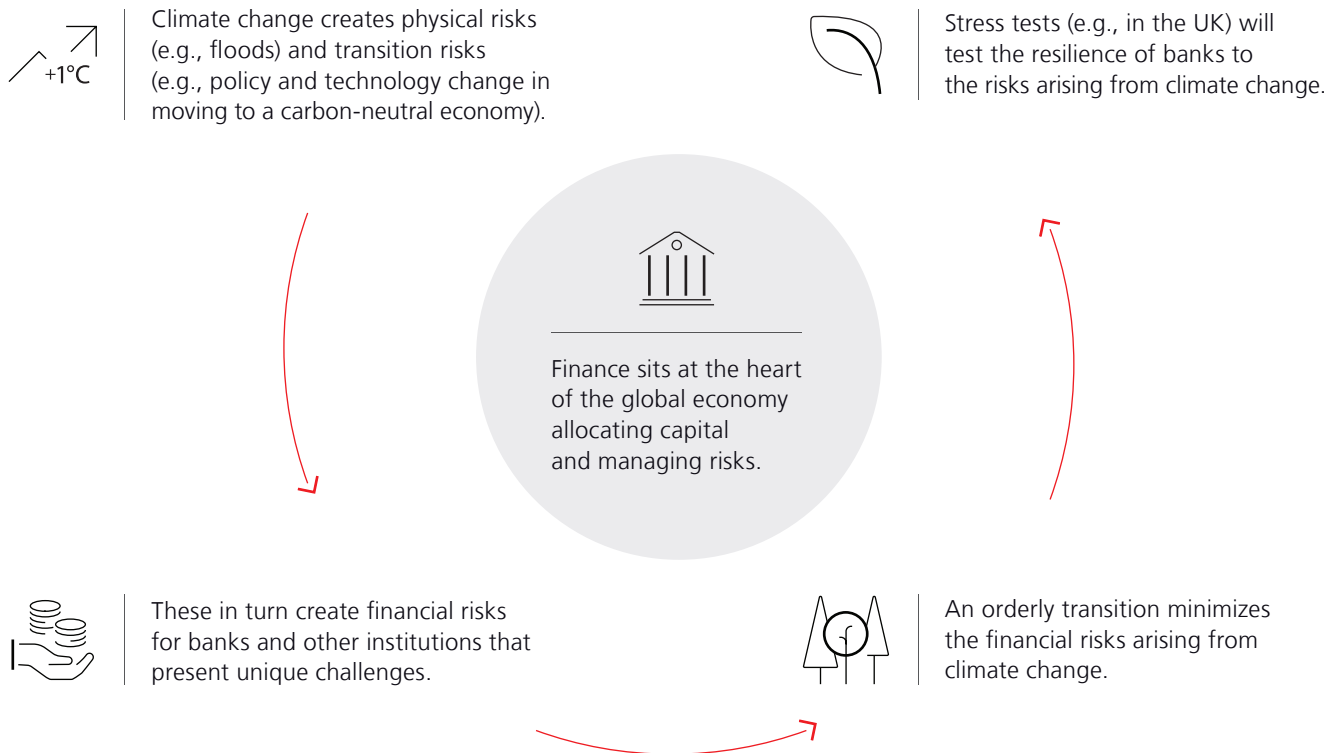 +1°C
Climate change creates physical risks
(e.g., floods) and transition risks
(e.g., policy and technology change in
moving to a carbon-neutral economy).
Stress tests (e.g., in the UK) will
test the resilience of banks to
the risks arising from climate change.
Finance sits at the heart
of the global economy
allocating capital
and managing risks.
These in turn create financial risks
for banks and other institutions that
present unique challenges.
An orderly transition minimizes
the financial risks arising from
climate change.